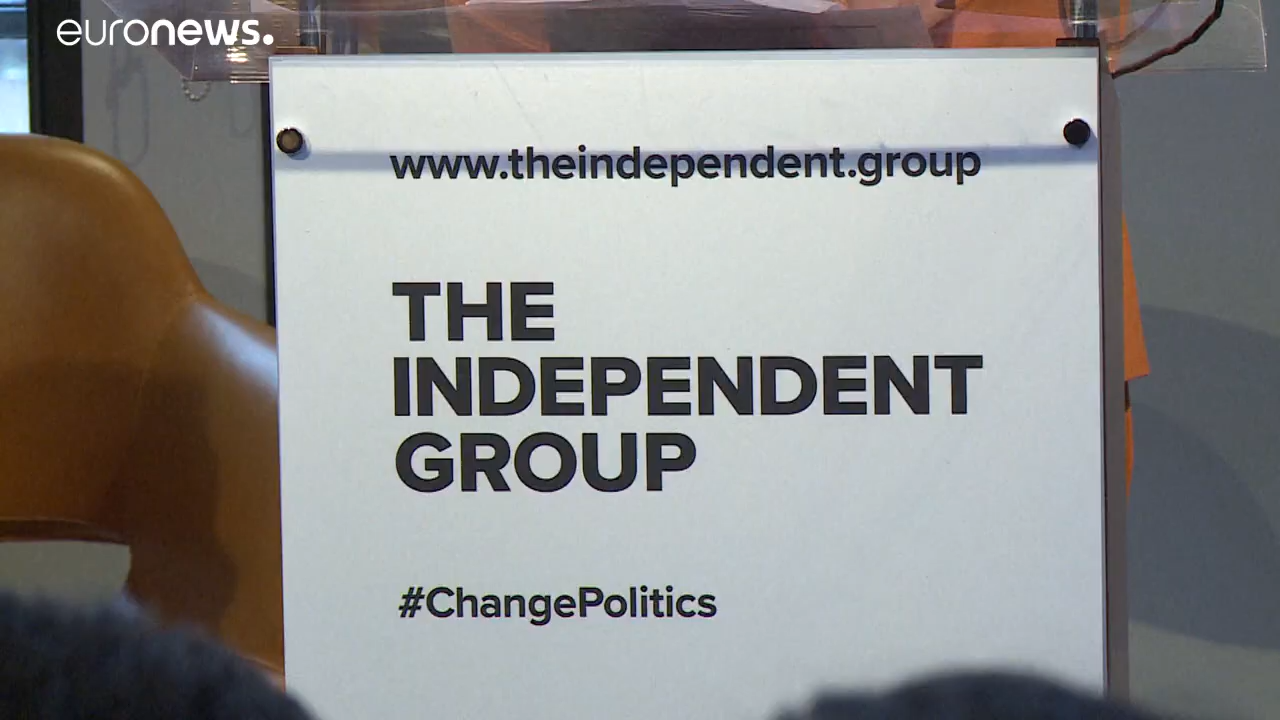 euronews.
www.theindependent.group
THE
INDEPENDENT
GROUP
#ChangePolitics